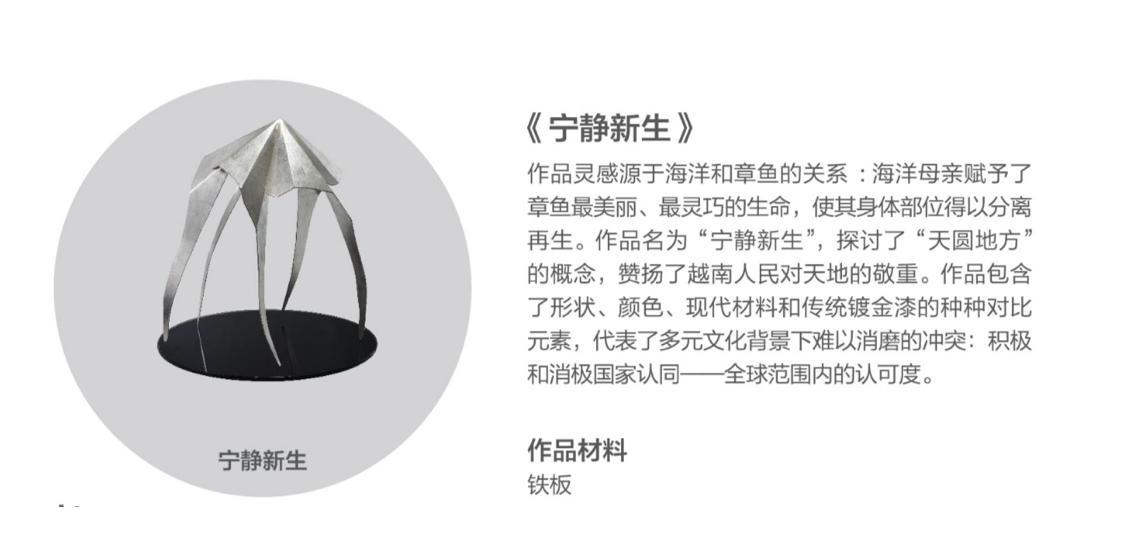 《宁静新生》
作品灵感源于海洋和章鱼的关系：海洋母亲赋予了
章鱼最美丽、最灵巧的生命，使其身体部位得以分离
再生。作品名为“宁静新生”，探讨了“天圆地方”
的概念，赞扬了越南人民对天地的敬重。作品包含
了形状、颜色、现代材料和传统镀金漆的种种对比
元素，代表了多元文化背景下难以消磨的冲突：积极
和消极国家认同——全球范围内的认可度。
作品材料
铁板
宁静新生